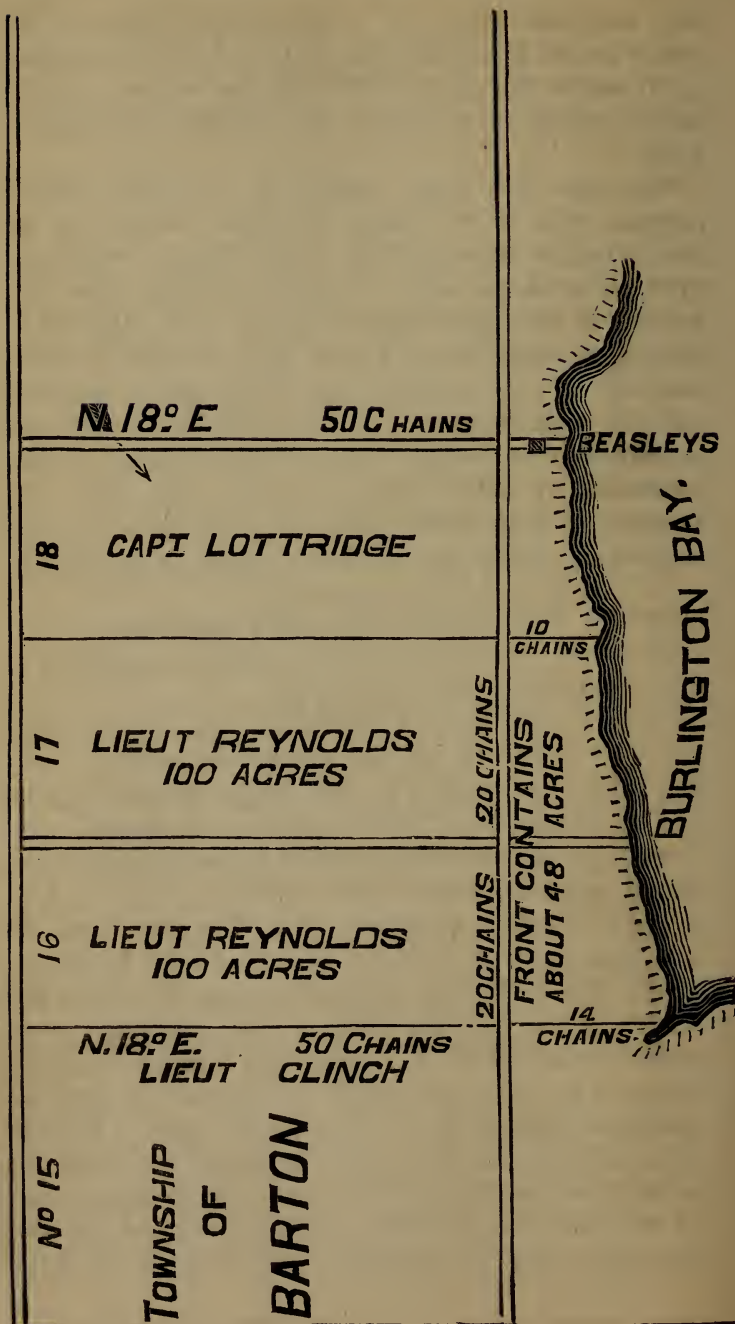 N 18° E 50 CHAINS
BEASLEYS
18
CAPT LOTTRIDGE
BURLINGTON BAY.
10
CHAINS
17
LIEUT REYNOLDS
100 ACRES
20 CHAINS
FRONT CONTAINS
ABOUT 48 ACRES
16
LIEUT REYNOLDS
100 ACRES
20 CHAINS
14
CHAINS.
N. 18° E. 50 CHAINS
LIEUT CLINCH
Nº 15
TOWNSHIP
OF
BARTON